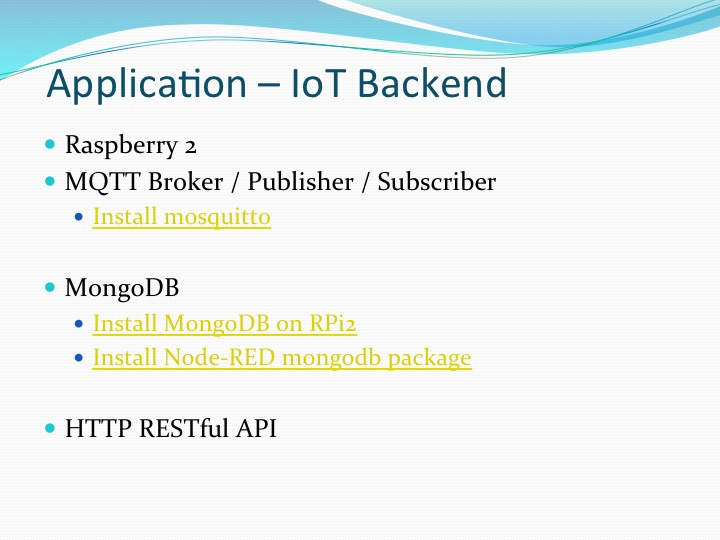 Application – IoT Backend
Raspberry 2
MQTT Broker / Publisher / Subscriber
Install mosquitto
MongoDB
Install MongoDB on RPi2
Install Node-RED mongodb package
HTTP RESTful API